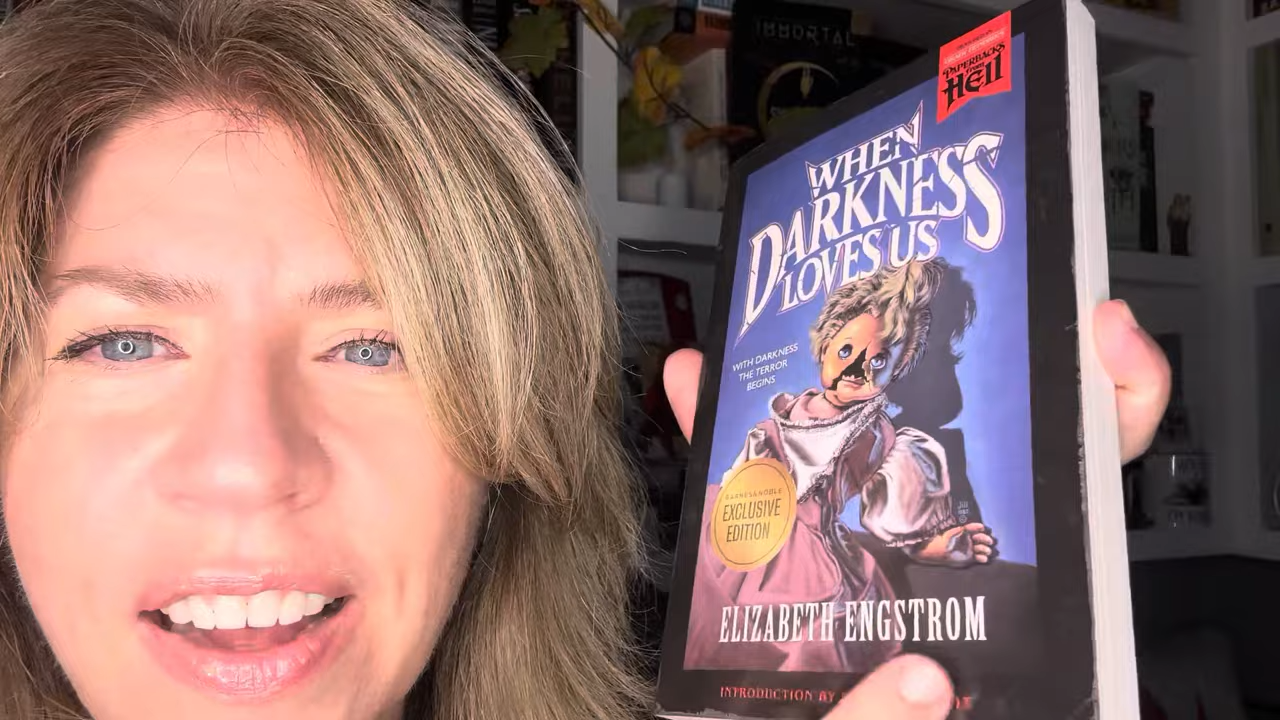 IMMORTAL
PAPERBACKS
FROM
HELL
WHEN
DARKNESS
LOVES US
WITH DARKNESS
THE TERROR
BEGINS
BARNES & NOBLE
EXCLUSIVE
EDITION
Jill
ELIZABETH ENGSTROM
INTRODUCTION BY